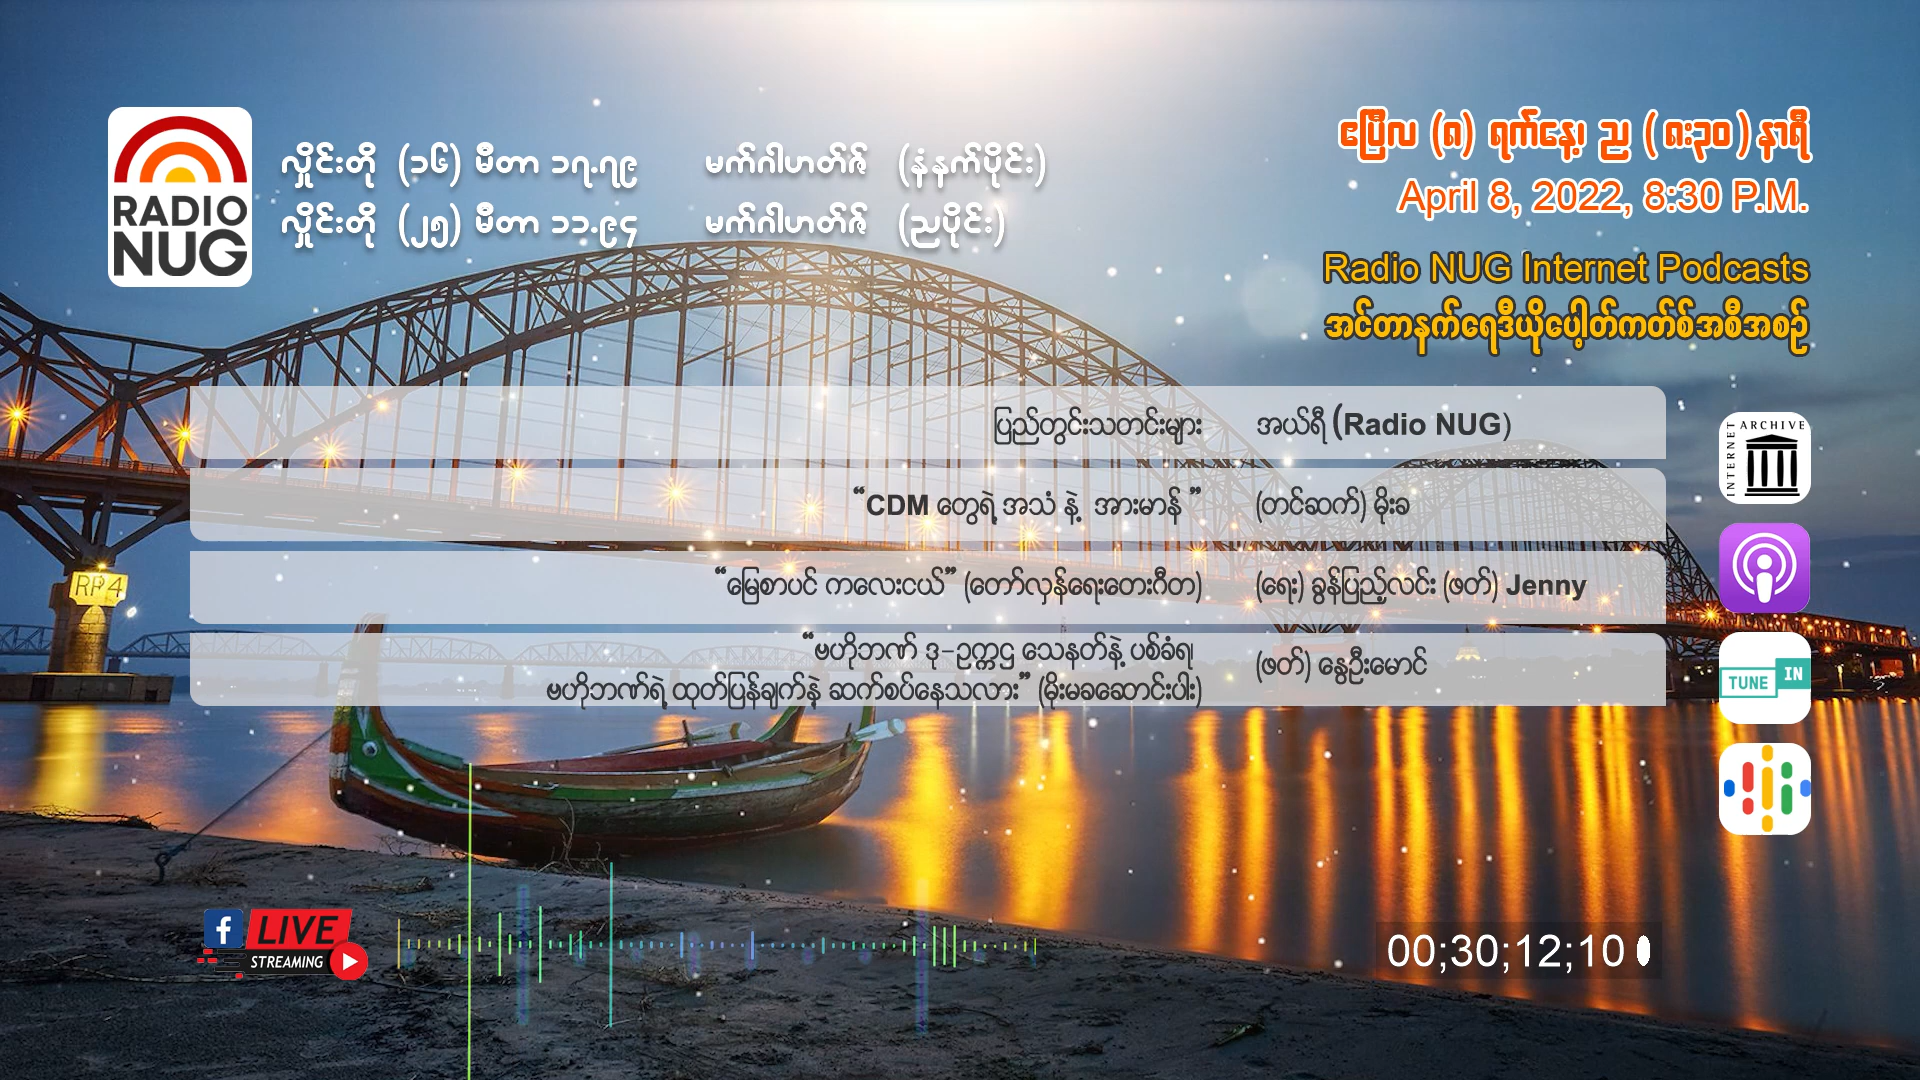 RADIO
NUG
လှိုင်းတို (၁၆) မီတာ ၁၇.၇၉ မက်ဂါဟတ်ဇ် (နံနက်ပိုင်း)
လှိုင်းတို (၂၅) မီတာ ၁၁.၉၄ မက်ဂါဟတ်ဇ် (ညပိုင်း)
ဧပြီလ (၈) ရက်နေ့၊ ည (၈း၃၀) နာရီ
April 8, 2022, 8:30 P.M.
Radio NUG Internet Podcasts
အင်တာနက်ရေဒီယိုပေါ့တ်ကတ်စ်အစီအစဉ်
ပြည်တွင်းသတင်းများ အယ်ရီ (Radio NUG)
“CDM တွေရဲ့ အသံ နဲ့ အားမာန် ” (တင်ဆက်) မိုးခ
“မြေစာပင် ကလေးငယ်” (တော်လှန်ရေးတေးဂီတ) (ရေး) ခွန်ပြည့်လင်း (ဖတ်) Jenny
“ဗဟိုဘဏ် ဒု-ဥက္ကဋ္ဌ သေနတ်နဲ့ ပစ်ခံရ၊
ဗဟိုဘဏ်ရဲ့ ထုတ်ပြန်ချက်နဲ့ ဆက်စပ်နေသလား” (မိုးမခဆောင်းပါး) (ဖတ်) နွေဦးမောင်
INTERNET ARCHIVE
TUNE IN
RP4
f LIVE
STREAMING
00;30;12;10